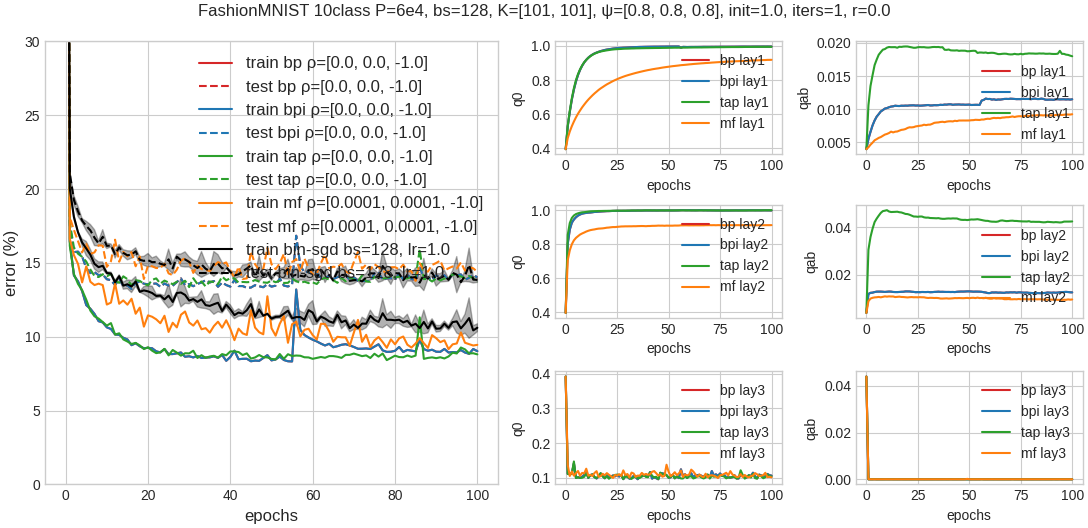 FashionMNIST 10class P=6e4, bs=128, K=[101, 101], ψ=[0.8, 0.8, 0.8], init=1.0, iters=1, r=0.0
30
25
20
15
10
5
0
error (%)
0 20 40 60 80 100
epochs
train bp ρ=[0.0, 0.0, -1.0]
test bp ρ=[0.0, 0.0, -1.0]
train bpi ρ=[0.0, 0.0, -1.0]
test bpi ρ=[0.0, 0.0, -1.0]
train tap ρ=[0.0, 0.0, -1.0]
test tap ρ=[0.0, 0.0, -1.0]
train mf ρ=[0.0001, 0.0001, -1.0]
test mf ρ=[0.0001, 0.0001, -1.0]
train bin-sgd bs=128, lr=1.0
test bin-sgd bs=128, lr=1.0
1.0
0.8
0.6
0.4
q0
0 25 50 75 100
epochs
bp lay1
bpi lay1
tap lay1
mf lay1
0.020
0.015
0.010
0.005
qab
0 25 50 75 100
epochs
bp lay1
bpi lay1
tap lay1
mf lay1
1.0
0.8
0.6
0.4
q0
0 25 50 75 100
epochs
bp lay2
bpi lay2
tap lay2
mf lay2
0.04
0.02
qab
0 25 50 75 100
epochs
bp lay2
bpi lay2
tap lay2
mf lay2
0.4
0.3
0.2
0.1
q0
0 25 50 75 100
epochs
bp lay3
bpi lay3
tap lay3
mf lay3
0.04
0.02
0.00
qab
0 25 50 75 100
epochs
bp lay3
bpi lay3
tap lay3
mf lay3